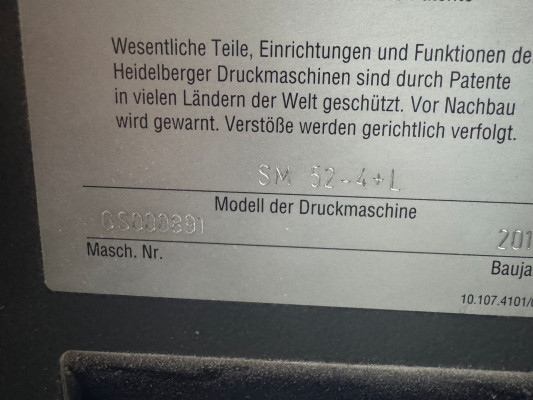 Wesentliche Teile, Einrichtungen und Funktionen de
Heidelberger Druckmaschinen sind durch Patente
in vielen Ländern der Welt geschützt. Vor Nachbau
wird gewarnt. Verstöße werden gerichtlich verfolgt.
SM 52-4+L
Modell der Druckmaschine
GS000891 201
Masch. Nr. Bauja
10.107.4101/